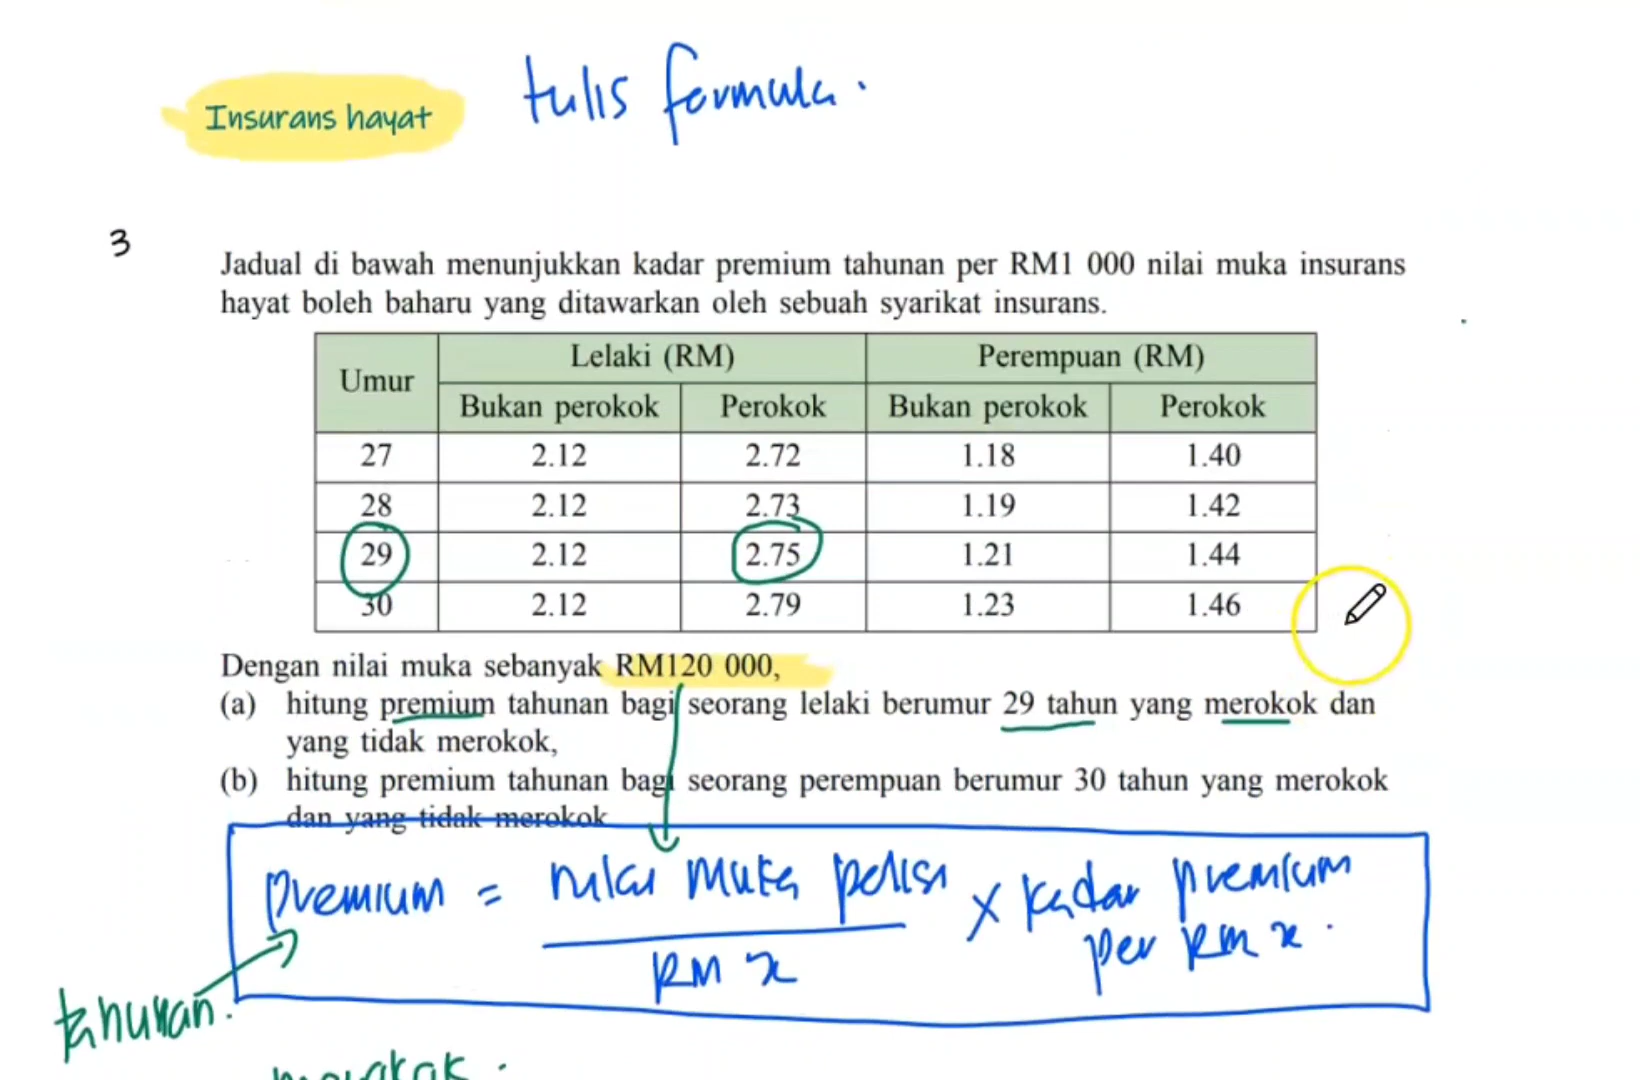 Insurans hayat
tulis formula.
3
Jadual di bawah menunjukkan kadar premium tahunan per RM1 000 nilai muka insurans
hayat boleh baharu yang ditawarkan oleh sebuah syarikat insurans.
Umur Lelaki (RM) Perempuan (RM)
Bukan perokok Perokok Bukan perokok Perokok
27 2.12 2.72 1.18 1.40
28 2.12 2.73 1.19 1.42
29 2.12 2.75 1.21 1.44
30 2.12 2.79 1.23 1.46
Dengan nilai muka sebanyak RM120 000,
(a) hitung premium tahunan bagi seorang lelaki berumur 29 tahun yang merokok dan
yang tidak merokok,
(b) hitung premium tahunan bagi seorang perempuan berumur 30 tahun yang merokok
dan yang tidak merokok
premium = nilai muka polisi × kadar premium
RM x per RM x.
tahunan.
merokok.